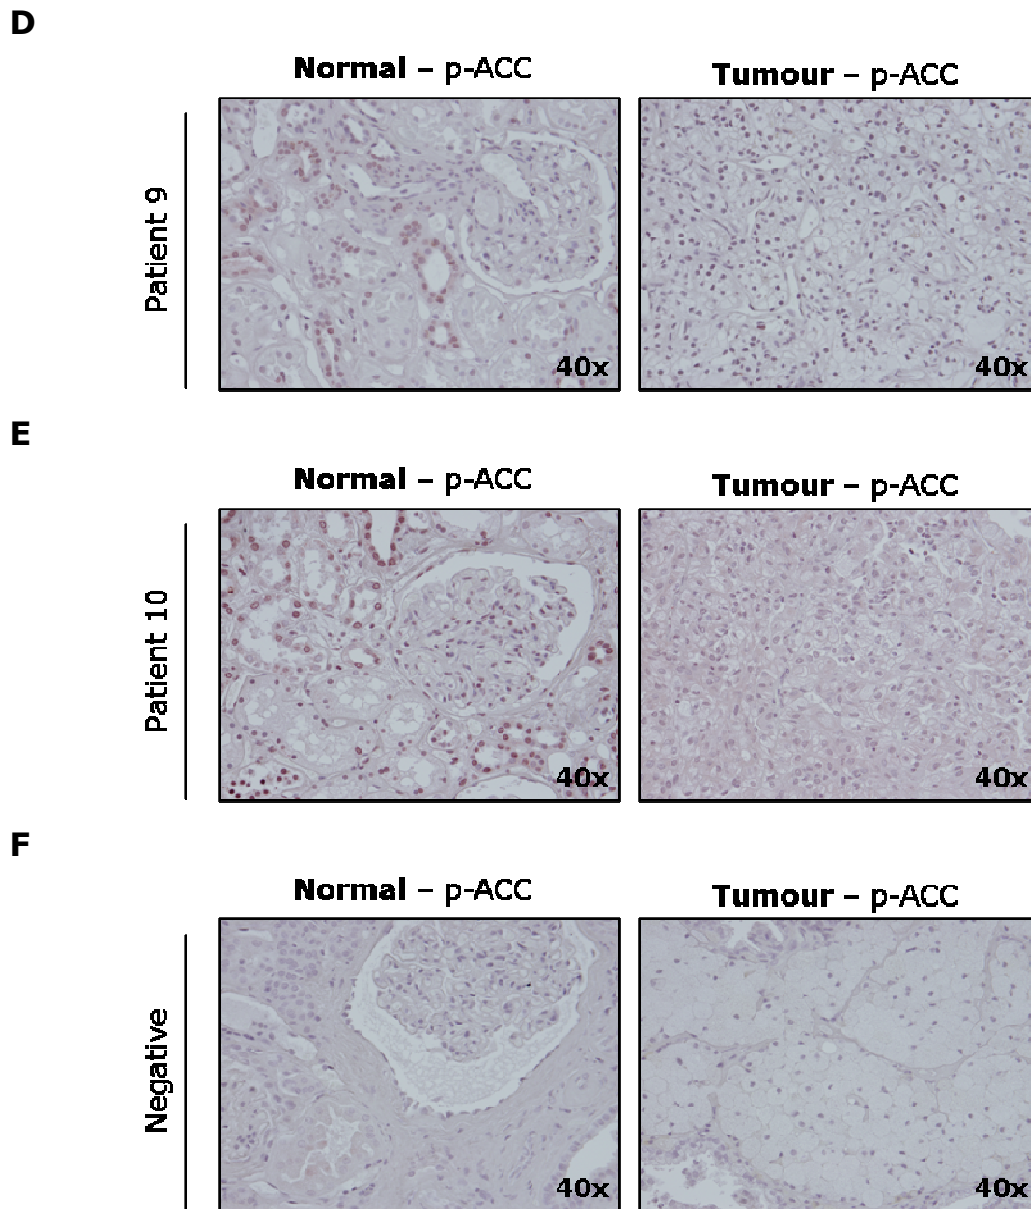 D
Normal – p-ACC
Tumour – p-ACC
Patient 9
40x
40x
E
Normal – p-ACC
Tumour – p-ACC
Patient 10
40x
40x
F
Normal – p-ACC
Tumour – p-ACC
Negative
40x
40x